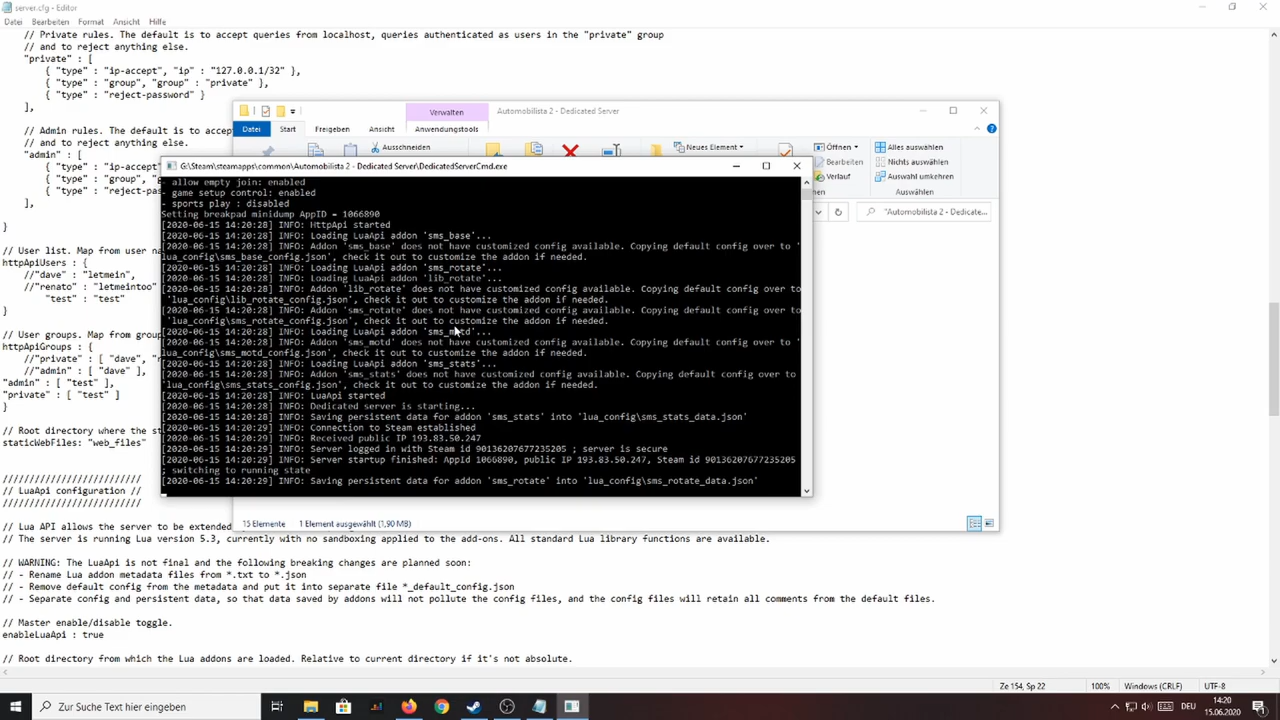 server.cfg - Editor
Datei Bearbeiten Format Ansicht Hilfe
// Private rules. The default is to accept queries from localhost, queries authenticated as users in the "private" group
// and to reject anything else.
"private" : [
{ "type" : "ip-accept", "ip" : "127.0.0.1/32" },
{ "type" : "group", "group" : "private" },
{ "type" : "reject-password" }
],
// Admin rules. The default is to accept
// and to reject anything else.
"admin" : [
{ "type" : "ip-accept
{ "type" : "group", "g
{ "type" : "reject-pas
],
}
// User list. Map from user na
httpApiUsers : {
//"dave" : "letmein",
//"renato" : "letmeintoo"
"test" : "test"
}
// User groups. Map from group
httpApiGroups : {
//"private" : [ "dave", "r
//"admin" : [ "dave" ],
"admin" : [ "test" ],
"private" : [ "test" ]
}
// Root directory where the st
staticWebFiles: "web_files"
///////////////////////////
// LuaApi configuration //
///////////////////////////
// Lua API allows the server to be extended
// The server is running Lua version 5.3, currently with no sandboxing applied to the add-ons. All standard Lua library functions are available.
// WARNING: The LuaApi is not final and the following breaking changes are planned soon:
// - Rename Lua addon metadata files from *.txt to *.json
// - Remove default config from the metadata and put it into separate file *_default_config.json
// - Separate config and persistent data, so that data saved by addons will not pollute the config files, and the config files will retain all comments from the default files.
// Master enable/disable toggle.
enableLuaApi : true
// Root directory from which the Lua addons are loaded. Relative to current directory if it's not absolute.
Ze 154, Sp 22 100% Windows (CRLF) UTF-8
Verwalten Automobilista 2 - Dedicated Server
Datei Start Freigeben Ansicht Anwendungstools
Ausschneiden Neues Element Öffnen Alles auswählen
Bearbeiten Nichts auswählen
Verlauf Auswahl umkehren
"Automobilista 2 - Dedicate...
15 Elemente 1 Element ausgewählt (1,90 MB)
G:\Steam\steamapps\common\Automobilista 2 - Dedicated Server\DedicatedServerCmd.exe
- allow empty join: enabled
- game setup control: enabled
- sports play : disabled
Setting breakpad minidump AppID = 1066890
[2020-06-15 14:20:28] INFO: HttpApi started
[2020-06-15 14:20:28] INFO: Loading LuaApi addon 'sms_base'...
[2020-06-15 14:20:28] INFO: Addon 'sms_base' does not have customized config available. Copying default config over to '
lua_config\sms_base_config.json', check it out to customize the addon if needed.
[2020-06-15 14:20:28] INFO: Loading LuaApi addon 'sms_rotate'...
[2020-06-15 14:20:28] INFO: Loading LuaApi addon 'lib_rotate'...
[2020-06-15 14:20:28] INFO: Addon 'lib_rotate' does not have customized config available. Copying default config over to
'lua_config\lib_rotate_config.json', check it out to customize the addon if needed.
[2020-06-15 14:20:28] INFO: Addon 'sms_rotate' does not have customized config available. Copying default config over to
'lua_config\sms_rotate_config.json', check it out to customize the addon if needed.
[2020-06-15 14:20:28] INFO: Loading LuaApi addon 'sms_motd'...
[2020-06-15 14:20:28] INFO: Addon 'sms_motd' does not have customized config available. Copying default config over to '
lua_config\sms_motd_config.json', check it out to customize the addon if needed.
[2020-06-15 14:20:28] INFO: Loading LuaApi addon 'sms_stats'...
[2020-06-15 14:20:28] INFO: Addon 'sms_stats' does not have customized config available. Copying default config over to
'lua_config\sms_stats_config.json', check it out to customize the addon if needed.
[2020-06-15 14:20:28] INFO: LuaApi started
[2020-06-15 14:20:28] INFO: Dedicated server is starting...
[2020-06-15 14:20:28] INFO: Saving persistent data for addon 'sms_stats' into 'lua_config\sms_stats_data.json'
[2020-06-15 14:20:29] INFO: Connection to Steam established
[2020-06-15 14:20:29] INFO: Received public IP 193.83.50.247
[2020-06-15 14:20:29] INFO: Server logged in with Steam id 90136207677235205 ; server is secure
[2020-06-15 14:20:29] INFO: Server startup finished: AppId 1066890, public IP 193.83.50.247, Steam id 90136207677235205
; switching to running state
[2020-06-15 14:20:29] INFO: Saving persistent data for addon 'sms_rotate' into 'lua_config\sms_rotate_data.json'
Zur Suche Text hier eingeben
DEU
14:20
15.06.2020